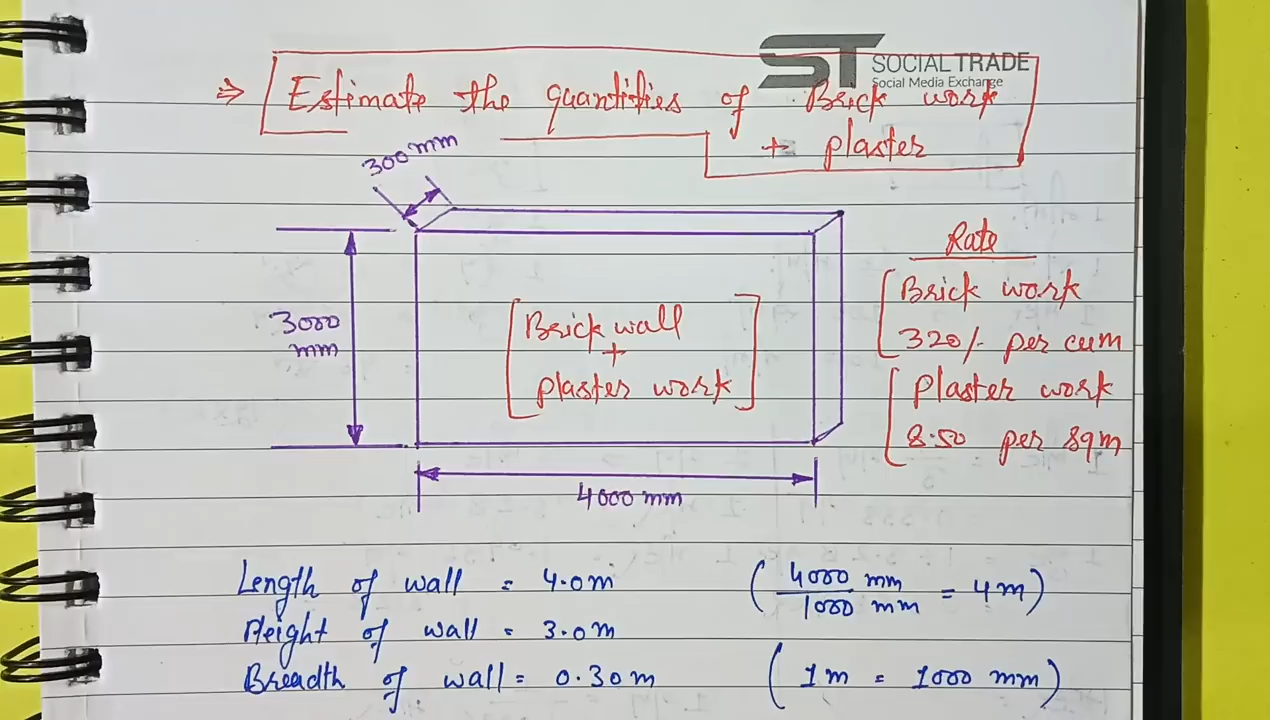 ST SOCIAL TRADE
Social Media Exchange
⇒ Estimate the quantities of Brick work
+ plaster
300 mm
3000
mm
Brick wall
+
plaster work
4000 mm
Rate
Brick work
320/- per cum
Plaster work
8.50 per sqm
Length of wall = 4.0m (4000 mm / 1000 mm = 4m)
Height of wall = 3.0m
Breadth of wall = 0.30m (1m = 1000 mm)